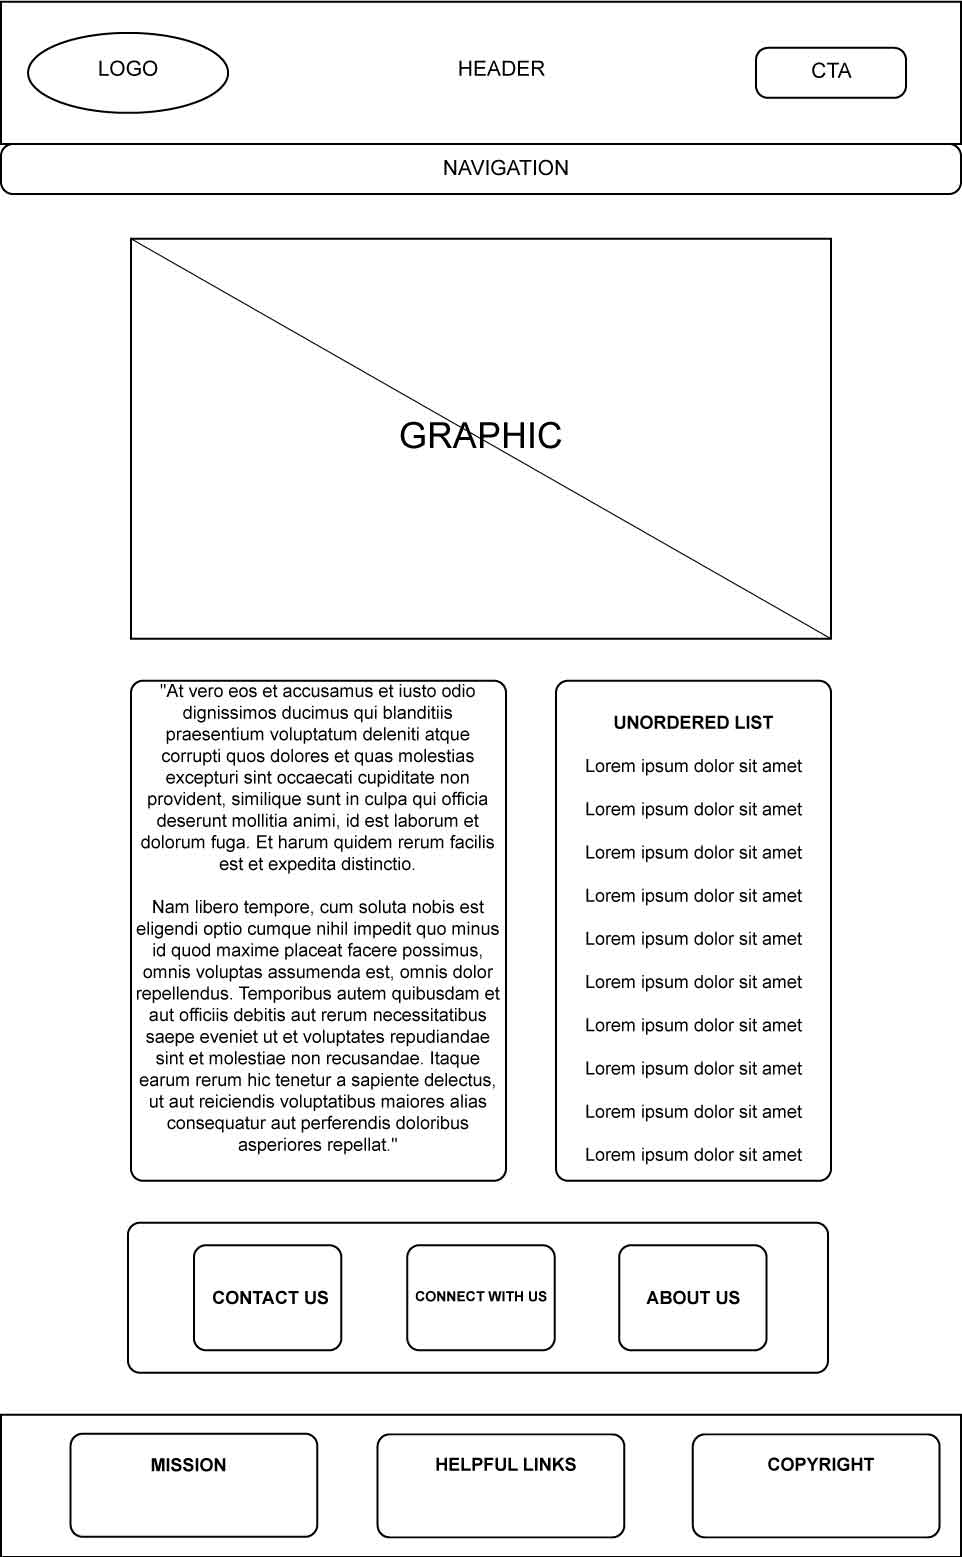 LOGO
HEADER
CTA
NAVIGATION
GRAPHIC
"At vero eos et accusamus et iusto odio
dignissimos ducimus qui blanditiis
praesentium voluptatum deleniti atque
corrupti quos dolores et quas molestias
excepturi sint occaecati cupiditate non
provident, similique sunt in culpa qui officia
deserunt mollitia animi, id est laborum et
dolorum fuga. Et harum quidem rerum facilis
est et expedita distinctio.
Nam libero tempore, cum soluta nobis est
eligendi optio cumque nihil impedit quo minus
id quod maxime placeat facere possimus,
omnis voluptas assumenda est, omnis dolor
repellendus. Temporibus autem quibusdam et
aut officiis debitis aut rerum necessitatibus
saepe eveniet ut et voluptates repudiandae
sint et molestiae non recusandae. Itaque
earum rerum hic tenetur a sapiente delectus,
ut aut reiciendis voluptatibus maiores alias
consequatur aut perferendis doloribus
asperiores repellat."
UNORDERED LIST
Lorem ipsum dolor sit amet
Lorem ipsum dolor sit amet
Lorem ipsum dolor sit amet
Lorem ipsum dolor sit amet
Lorem ipsum dolor sit amet
Lorem ipsum dolor sit amet
Lorem ipsum dolor sit amet
Lorem ipsum dolor sit amet
Lorem ipsum dolor sit amet
Lorem ipsum dolor sit amet
CONTACT US
CONNECT WITH US
ABOUT US
MISSION
HELPFUL LINKS
COPYRIGHT